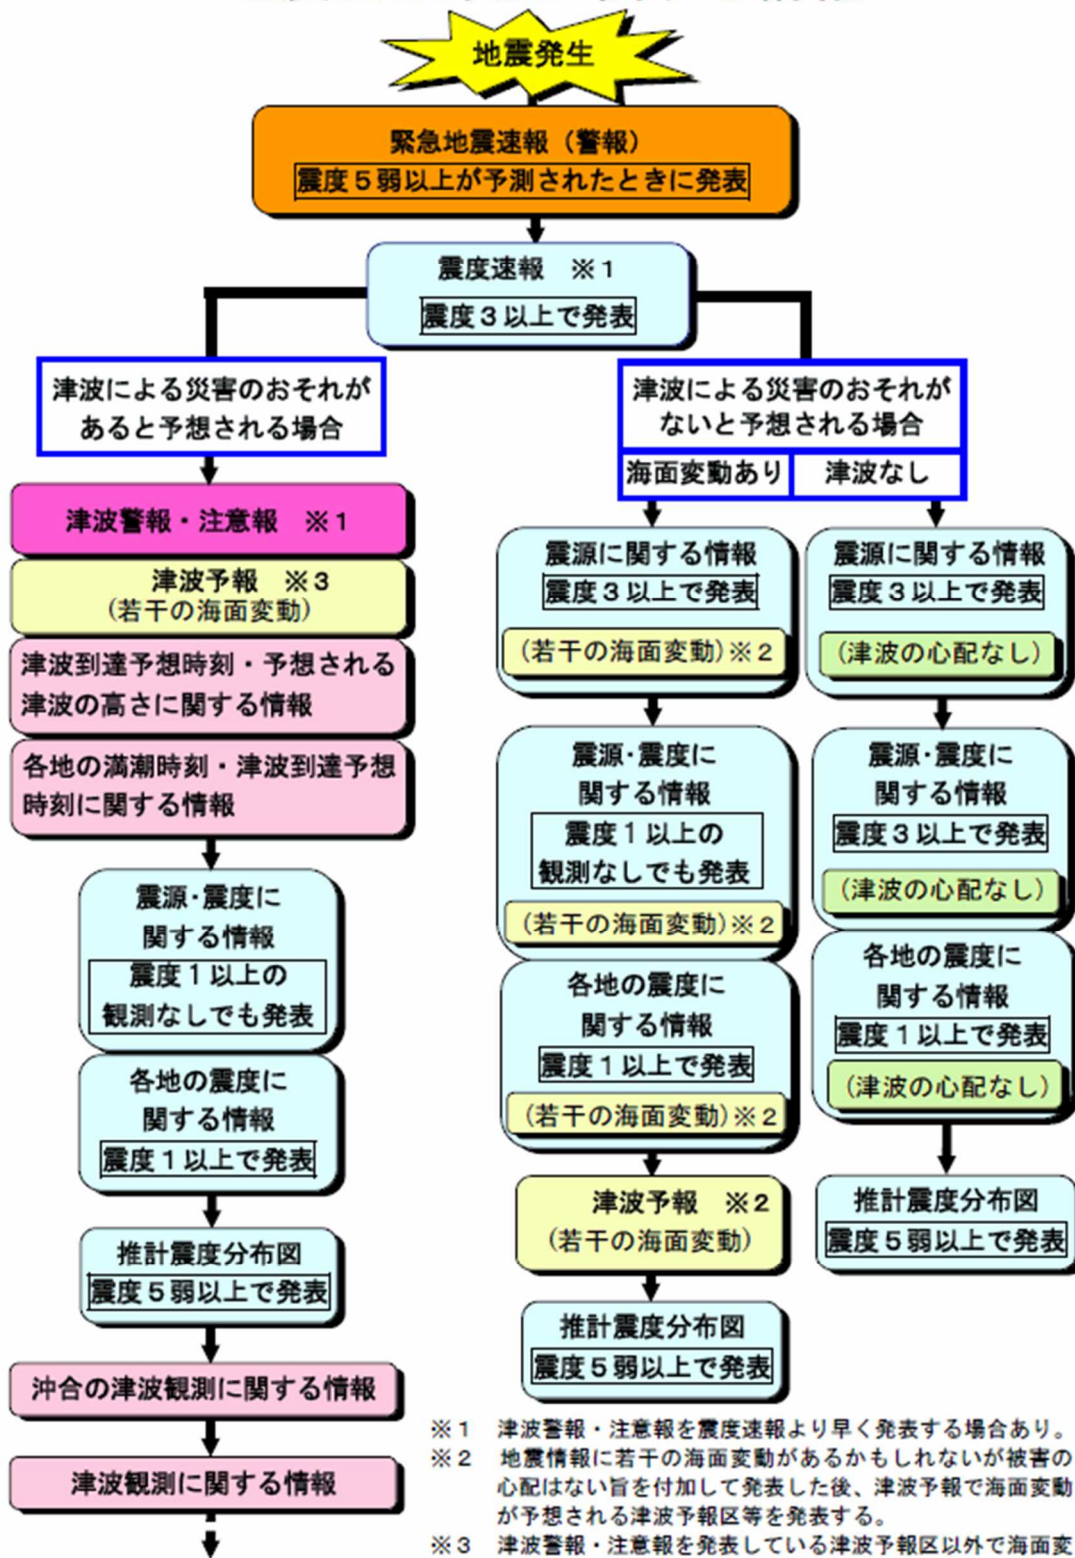 地震発生
緊急地震速報（警報）
震度５弱以上が予測されたときに発表
震度速報　※１
震度３以上で発表
津波による災害のおそれが
あると予想される場合
津波警報・注意報　※１
津波予報　※３
(若干の海面変動)
津波到達予想時刻・予想される
津波の高さに関する情報
各地の満潮時刻・津波到達予想
時刻に関する情報
震源・震度に
関する情報
震度１以上の
観測なしでも発表
各地の震度に
関する情報
震度１以上で発表
推計震度分布図
震度５弱以上で発表
沖合の津波観測に関する情報
津波観測に関する情報
津波による災害のおそれが
ないと予想される場合
海面変動あり
震源に関する情報
震度３以上で発表
(若干の海面変動)※２
震源・震度に
関する情報
震度１以上の
観測なしでも発表
(若干の海面変動)※２
各地の震度に
関する情報
震度１以上で発表
(若干の海面変動)※２
津波予報　※２
(若干の海面変動)
推計震度分布図
震度５弱以上で発表
津波なし
震源に関する情報
震度３以上で発表
(津波の心配なし)
震源・震度に
関する情報
震度３以上で発表
(津波の心配なし)
各地の震度に
関する情報
震度１以上で発表
(津波の心配なし)
推計震度分布図
震度５弱以上で発表
※１　津波警報・注意報を震度速報より早く発表する場合あり。
※２　地震情報に若干の海面変動があるかもしれないが被害の
心配はない旨を付加して発表した後、津波予報で海面変動
が予想される津波予報区等を発表する。
※３　津波警報・注意報を発表している津波予報区以外で海面変